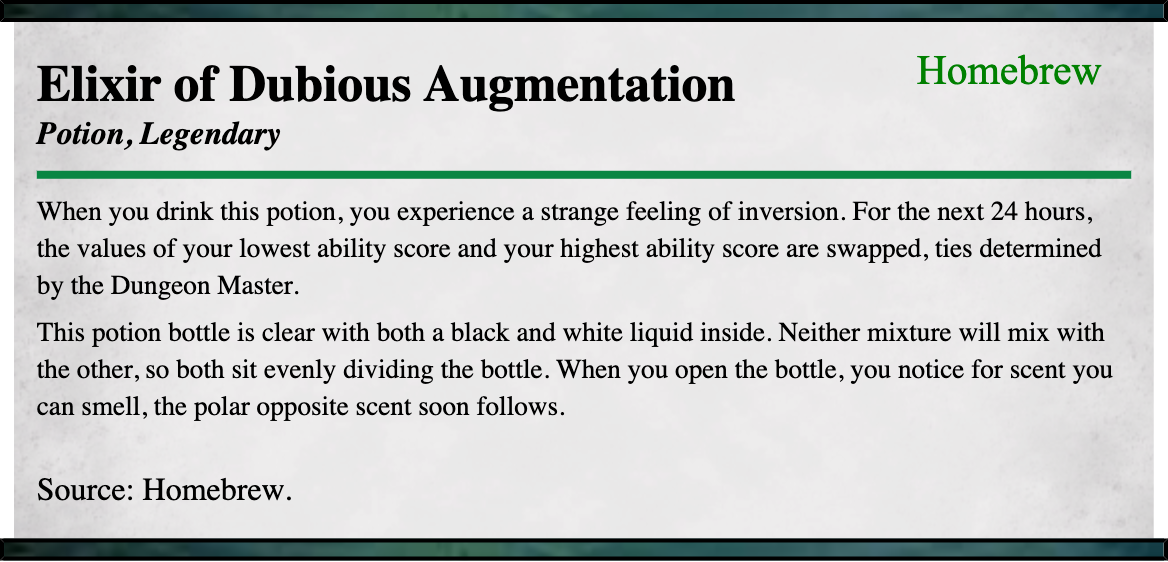 Elixir of Dubious Augmentation
Homebrew
Potion, Legendary
When you drink this potion, you experience a strange feeling of inversion. For the next 24 hours,
the values of your lowest ability score and your highest ability score are swapped, ties determined
by the Dungeon Master.
This potion bottle is clear with both a black and white liquid inside. Neither mixture will mix with
the other, so both sit evenly dividing the bottle. When you open the bottle, you notice for scent you
can smell, the polar opposite scent soon follows.
Source: Homebrew.